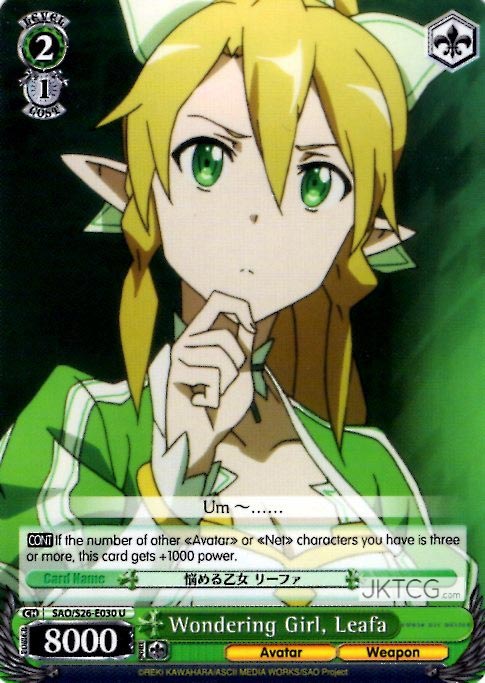 LEVEL
2
1
COST
Um ～……
CONT If the number of other «Avatar» or «Net» characters you have is three
or more, this card gets +1000 power.
Card Name
悩める乙女 リーファ
JKTCG.com
SAO/S26-E030 U
Wondering Girl, Leafa
POWER
8000
SOUL
Avatar
Weapon
©REKI KAWAHARA/ASCII MEDIA WORKS/SAO Project